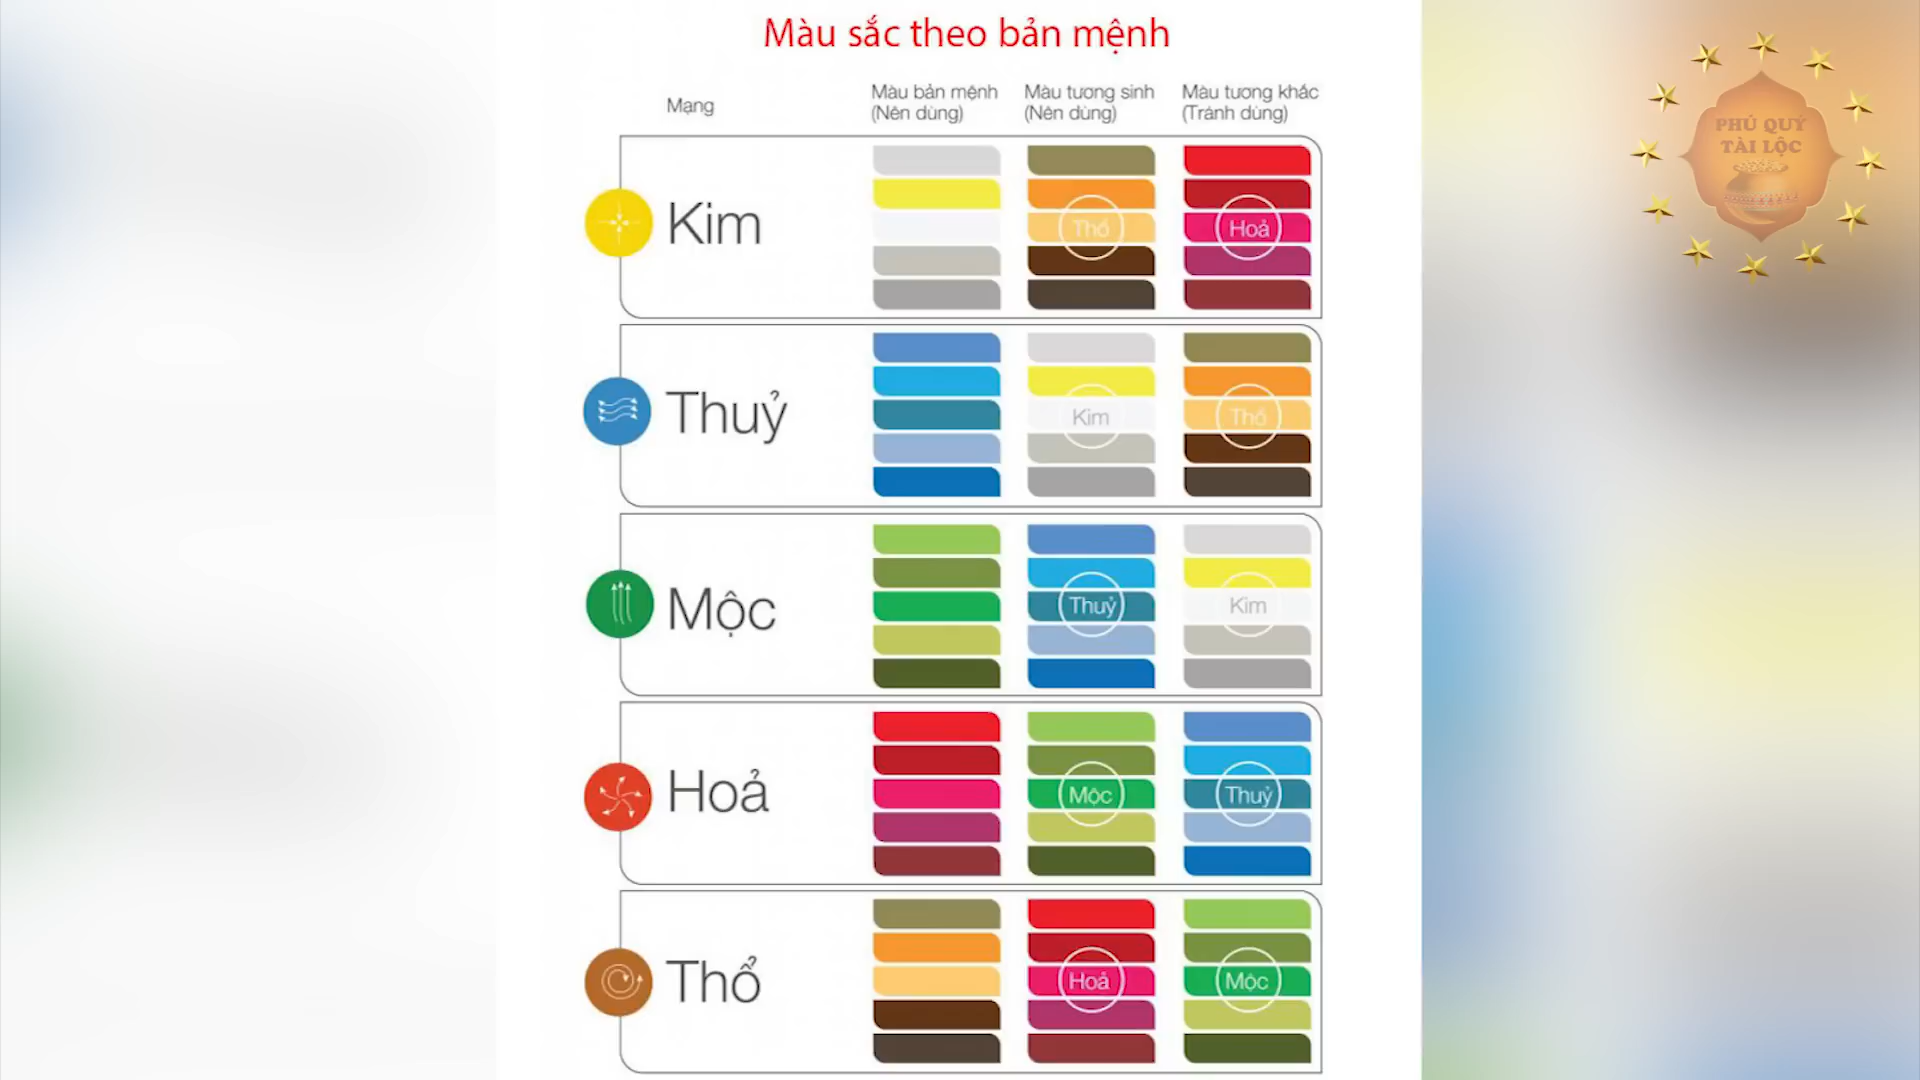 Màu sắc theo bản mệnh
Mạng
Màu bản mệnh
(Nên dùng)
Màu tương sinh
(Nên dùng)
Màu tương khắc
(Tránh dùng)
PHÚ QUÝ
TÀI LỘC
Kim
Thổ
Hoả
Thuỷ
Kim
Thổ
Mộc
Thuỷ
Kim
Hoả
Mộc
Thuỷ
Thổ
Hoả
Mộc